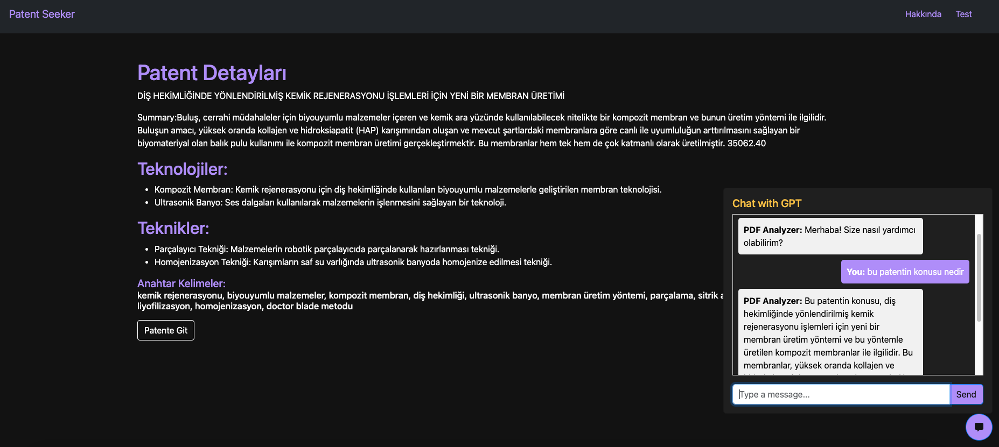 Patent Seeker
Hakkında
Test
Patent Detayları
DİŞ HEKİMLİĞİNDE YÖNLENDİRİLMİŞ KEMİK REJENERASYONU İŞLEMLERİ İÇİN YENİ BİR MEMBRAN ÜRETİMİ
Summary:Buluş, cerrahi müdahaleler için biyouyumlu malzemeler içeren ve kemik ara yüzünde kullanılabilecek nitelikte bir kompozit membran ve bunun üretim yöntemi ile ilgilidir.
Buluşun amacı, yüksek oranda kollajen ve hidroksiapatit (HAP) karışımından oluşan ve mevcut şartlardaki membranlara göre canlı ile uyumluluğun arttırılmasını sağlayan bir
biyomateriyal olan balık pulu kullanımı ile kompozit membran üretimi gerçekleştirmektir. Bu membranlar hem tek hem de çok katmanlı olarak üretilmiştir. 35062.40
Teknolojiler:
• Kompozit Membran: Kemik rejenerasyonu için diş hekimliğinde kullanılan biyouyumlu malzemelerle geliştirilen membran teknolojisi.
• Ultrasonik Banyo: Ses dalgaları kullanılarak malzemelerin işlenmesini sağlayan bir teknoloji.
Teknikler:
• Parçalayıcı Tekniği: Malzemelerin robotik parçalayıcıda parçalanarak hazırlanması tekniği.
• Homojenizasyon Tekniği: Karışımların saf su varlığında ultrasonik banyoda homojenize edilmesi tekniği.
Anahtar Kelimeler:
kemik rejenerasyonu, biyouyumlu malzemeler, kompozit membran, diş hekimliği, ultrasonik banyo, membran üretim yöntemi, parçalama, sitrik
liyofilizasyon, homojenizasyon, doctor blade metodu
Patente Git
Chat with GPT
PDF Analyzer: Merhaba! Size nasıl yardımcı
olabilirim?
You: bu patentin konusu nedir
PDF Analyzer: Bu patentin konusu, diş
hekimliğinde yönlendirilmiş kemik
rejenerasyonu işlemleri için yeni bir
membran üretim yöntemi ve bu yöntemle
üretilen kompozit membranlar ile ilgilidir. Bu
membranlar, yüksek oranda kollajen ve
Type a message...
Send